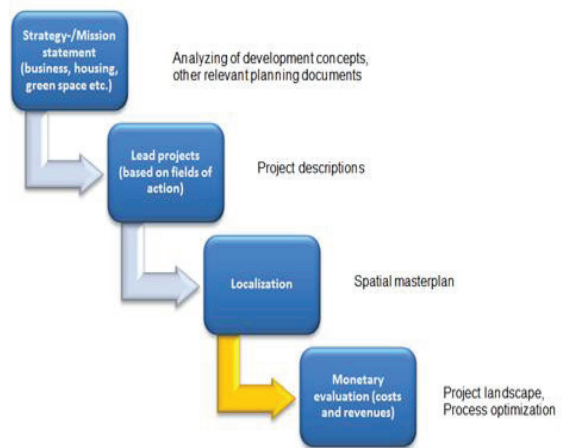 Strategy-/Mission
statement
(business, housing,
green space etc.)
Analyzing of development concepts,
other relevant planning documents
Lead projects
(based on fields of
action)
Project descriptions
Localization
Spatial masterplan
Monetary
evaluation (costs
and revenues)
Project landscape,
Process optimization